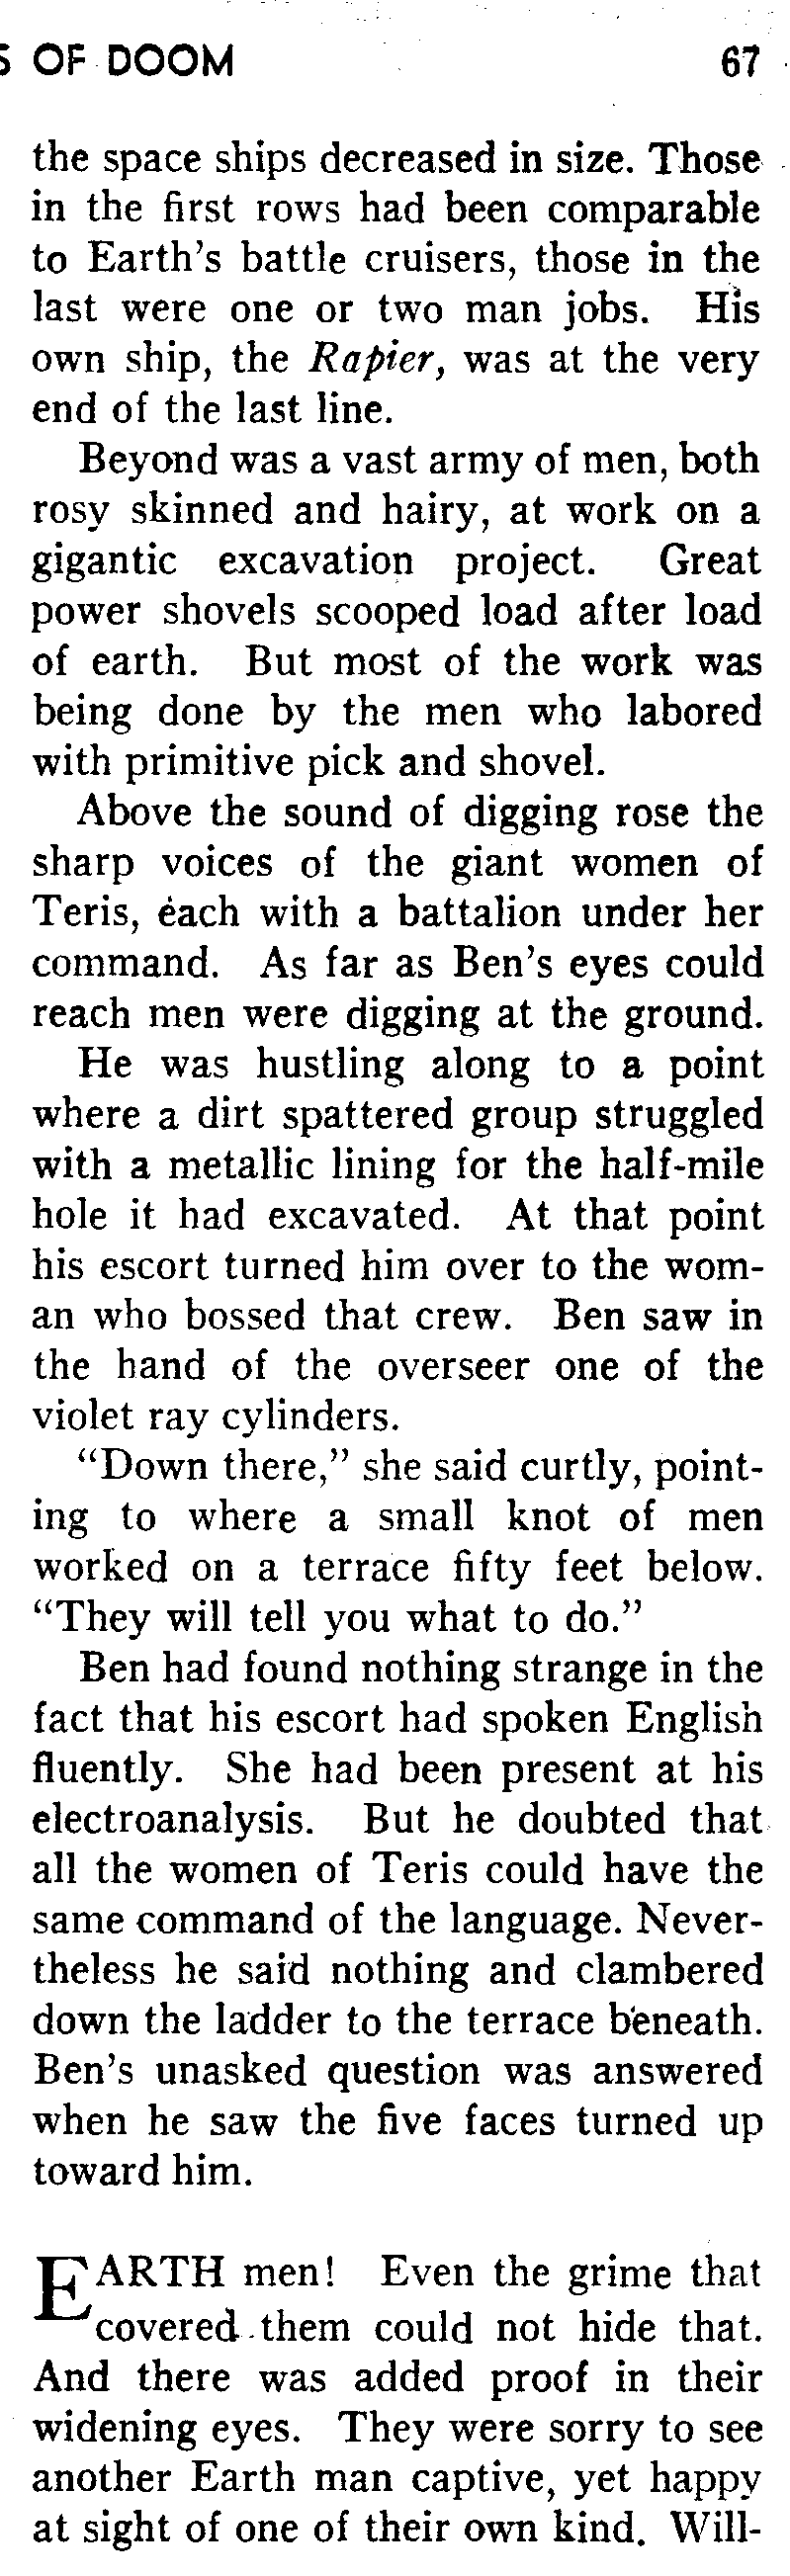 S OF DOOM 67
the space ships decreased in size. Those
in the first rows had been comparable
to Earth's battle cruisers, those in the
last were one or two man jobs. His
own ship, the Rapier, was at the very
end of the last line.
Beyond was a vast army of men, both
rosy skinned and hairy, at work on a
gigantic excavation project. Great
power shovels scooped load after load
of earth. But most of the work was
being done by the men who labored
with primitive pick and shovel.
Above the sound of digging rose the
sharp voices of the giant women of
Teris, each with a battalion under her
command. As far as Ben's eyes could
reach men were digging at the ground.
He was hustling along to a point
where a dirt spattered group struggled
with a metallic lining for the half-mile
hole it had excavated. At that point
his escort turned him over to the wom-
an who bossed that crew. Ben saw in
the hand of the overseer one of the
violet ray cylinders.
"Down there," she said curtly, point-
ing to where a small knot of men
worked on a terrace fifty feet below.
"They will tell you what to do."
Ben had found nothing strange in the
fact that his escort had spoken English
fluently. She had been present at his
electroanalysis. But he doubted that
all the women of Teris could have the
same command of the language. Never-
theless he said nothing and clambered
down the ladder to the terrace beneath.
Ben's unasked question was answered
when he saw the five faces turned up
toward him.
EARTH men! Even the grime that
covered them could not hide that.
And there was added proof in their
widening eyes. They were sorry to see
another Earth man captive, yet happy
at sight of one of their own kind. Will-